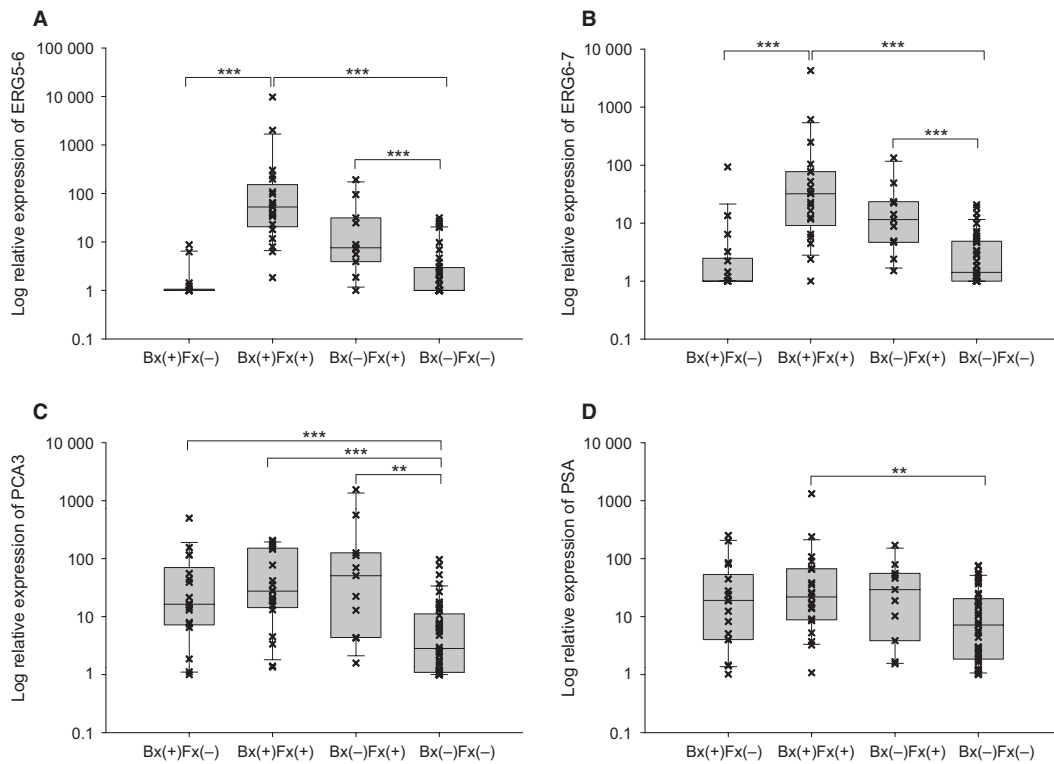 A
Log relative expression of ERG5-6
100 000
10 000
1000
100
10
1
0.1
***
***
***
Bx(+)Fx(–) Bx(+)Fx(+) Bx(–)Fx(+) Bx(–)Fx(–)
B
Log relative expression of ERG6-7
10 000
1000
100
10
1
0.1
***
***
***
Bx(+)Fx(–) Bx(+)Fx(+) Bx(–)Fx(+) Bx(–)Fx(–)
C
Log relative expression of PCA3
10 000
1000
100
10
1
0.1
***
***
**
Bx(+)Fx(–) Bx(+)Fx(+) Bx(–)Fx(+) Bx(–)Fx(–)
D
Log relative expression of PSA
10 000
1000
100
10
1
0.1
**
Bx(+)Fx(–) Bx(+)Fx(+) Bx(–)Fx(+) Bx(–)Fx(–)